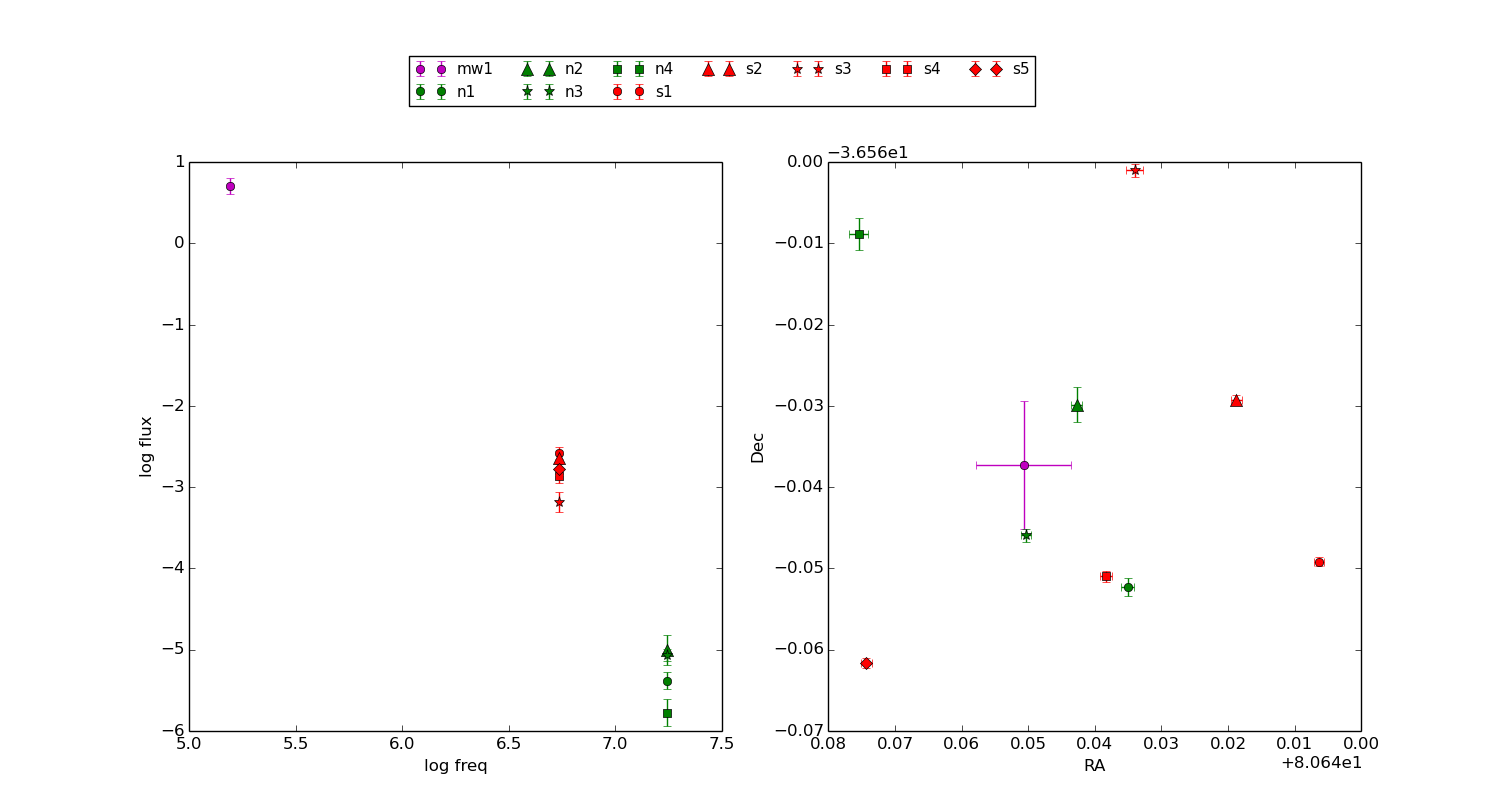 mw1 n2 n4 s2 s3 s4 s5
n1 n3 s1
−3.656e1
1
0
−1
−2
−3
−4
−5
−6
log flux
5.0 5.5 6.0 6.5 7.0 7.5
log freq
0.00
−0.01
−0.02
−0.03
−0.04
−0.05
−0.06
−0.07
Dec
0.08 0.07 0.06 0.05 0.04 0.03 0.02 0.01 0.00
RA
+8.064e1